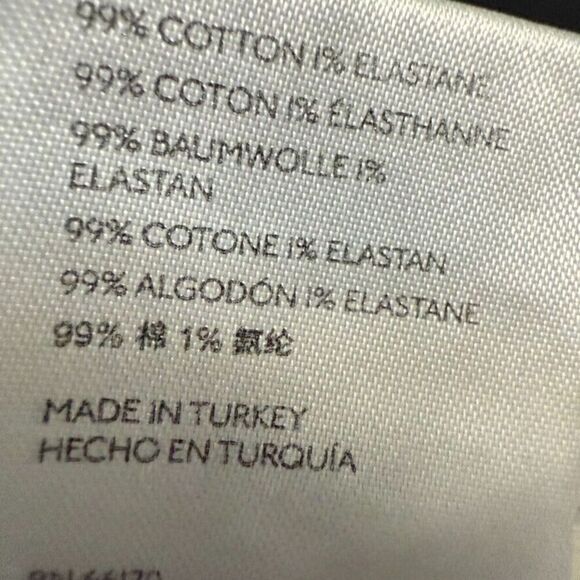 99% COTTON 1% ELASTANE
99% COTON 1% ÉLASTHANNE
99% BAUMWOLLE 1%
ELASTAN
99% COTONE 1% ELASTAN
99% ALGODÓN 1% ELASTANE
99% 棉 1% 氨纶
MADE IN TURKEY
HECHO EN TURQUÍA